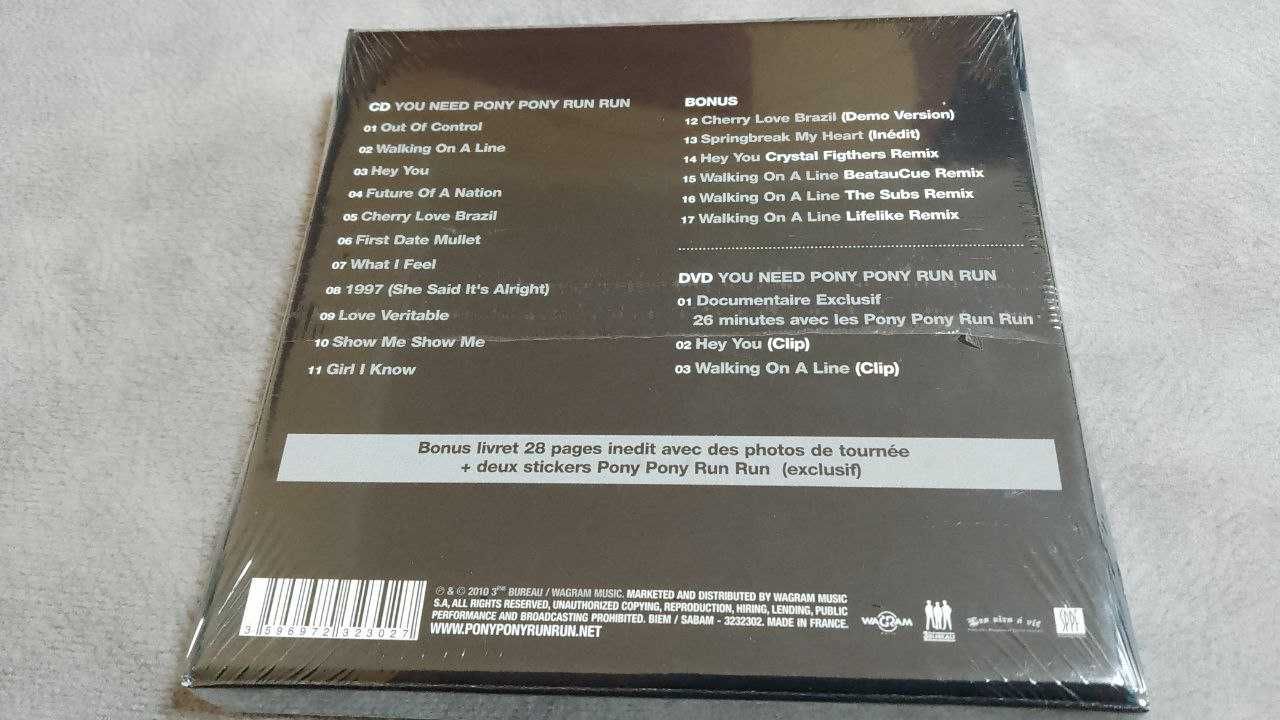 CD YOU NEED PONY PONY RUN RUN
01 Out Of Control
02 Walking On A Line
03 Hey You
04 Future Of A Nation
05 Cherry Love Brazil
06 First Date Mullet
07 What I Feel
08 1997 (She Said It's Alright)
09 Love Veritable
10 Show Me Show Me
11 Girl I Know
BONUS
12 Cherry Love Brazil (Demo Version)
13 Springbreak My Heart (Inédit)
14 Hey You Crystal Figthers Remix
15 Walking On A Line BeatauCue Remix
16 Walking On A Line The Subs Remix
17 Walking On A Line Lifelike Remix
DVD YOU NEED PONY PONY RUN RUN
01 Documentaire Exclusif
26 minutes avec les Pony Pony Run Run
02 Hey You (Clip)
03 Walking On A Line (Clip)
Bonus livret 28 pages inedit avec des photos de tournée
+ deux stickers Pony Pony Run Run (exclusif)
3 596972 323027
℗ & © 2010 3ème BUREAU / WAGRAM MUSIC. MARKETED AND DISTRIBUTED BY WAGRAM MUSIC
S.A, ALL RIGHTS RESERVED, UNAUTHORIZED COPYING, REPRODUCTION, HIRING, LENDING, PUBLIC
PERFORMANCE AND BROADCASTING PROHIBITED. BIEM / SABAM - 3232302. MADE IN FRANCE.
WWW.PONYPONYRUNRUN.NET
WAGRAM
Les airs à vif